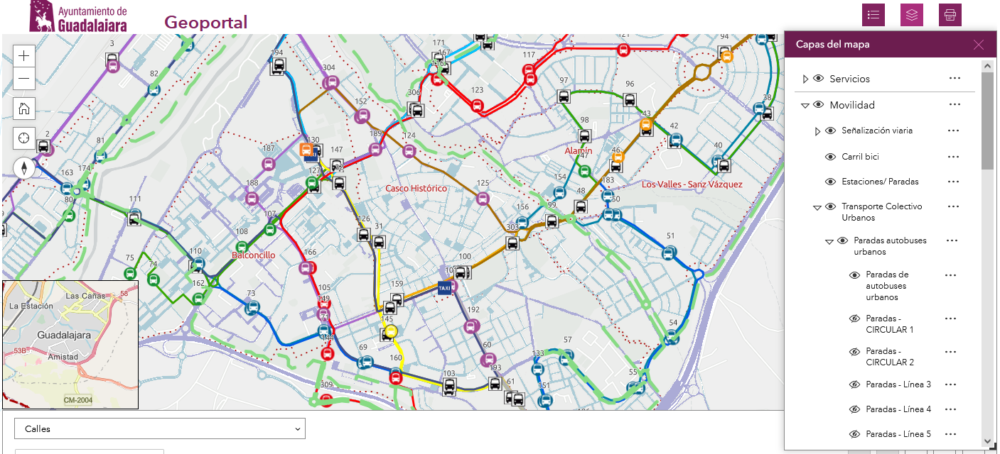 Ayuntamiento de
Guadalajara
Geoportal
Capas del mapa
Servicios
Movilidad
Señalización viaria
Carril bici
Estaciones/ Paradas
Transporte Colectivo
Urbanos
Paradas autobuses
urbanos
Paradas de
autobuses
urbanos
Paradas -
CIRCULAR 1
Paradas -
CIRCULAR 2
Paradas - Línea 3
Paradas - Línea 4
Paradas - Línea 5
3
194
304
171
167
117
121
94
82
123
306
97
96
38
152
98
43
42
2
81
130
189
124
Alamín
46
40
187
147
47
163
174
127
154
183
Casco Histórico
125
Los Valles - Sanz Vázquez
188
48
50
80
111
107
126
31
156
99
108
303
51
Balconcillo
166
100
75
74
110
TAXI
162
105
159
73
149
192
71
145
54
144
60
57
69
160
133
193
103
55
309
61
151
Las Cañas
58
La Estación
Guadalajara
53B
Amistad
CM-2004
Calles